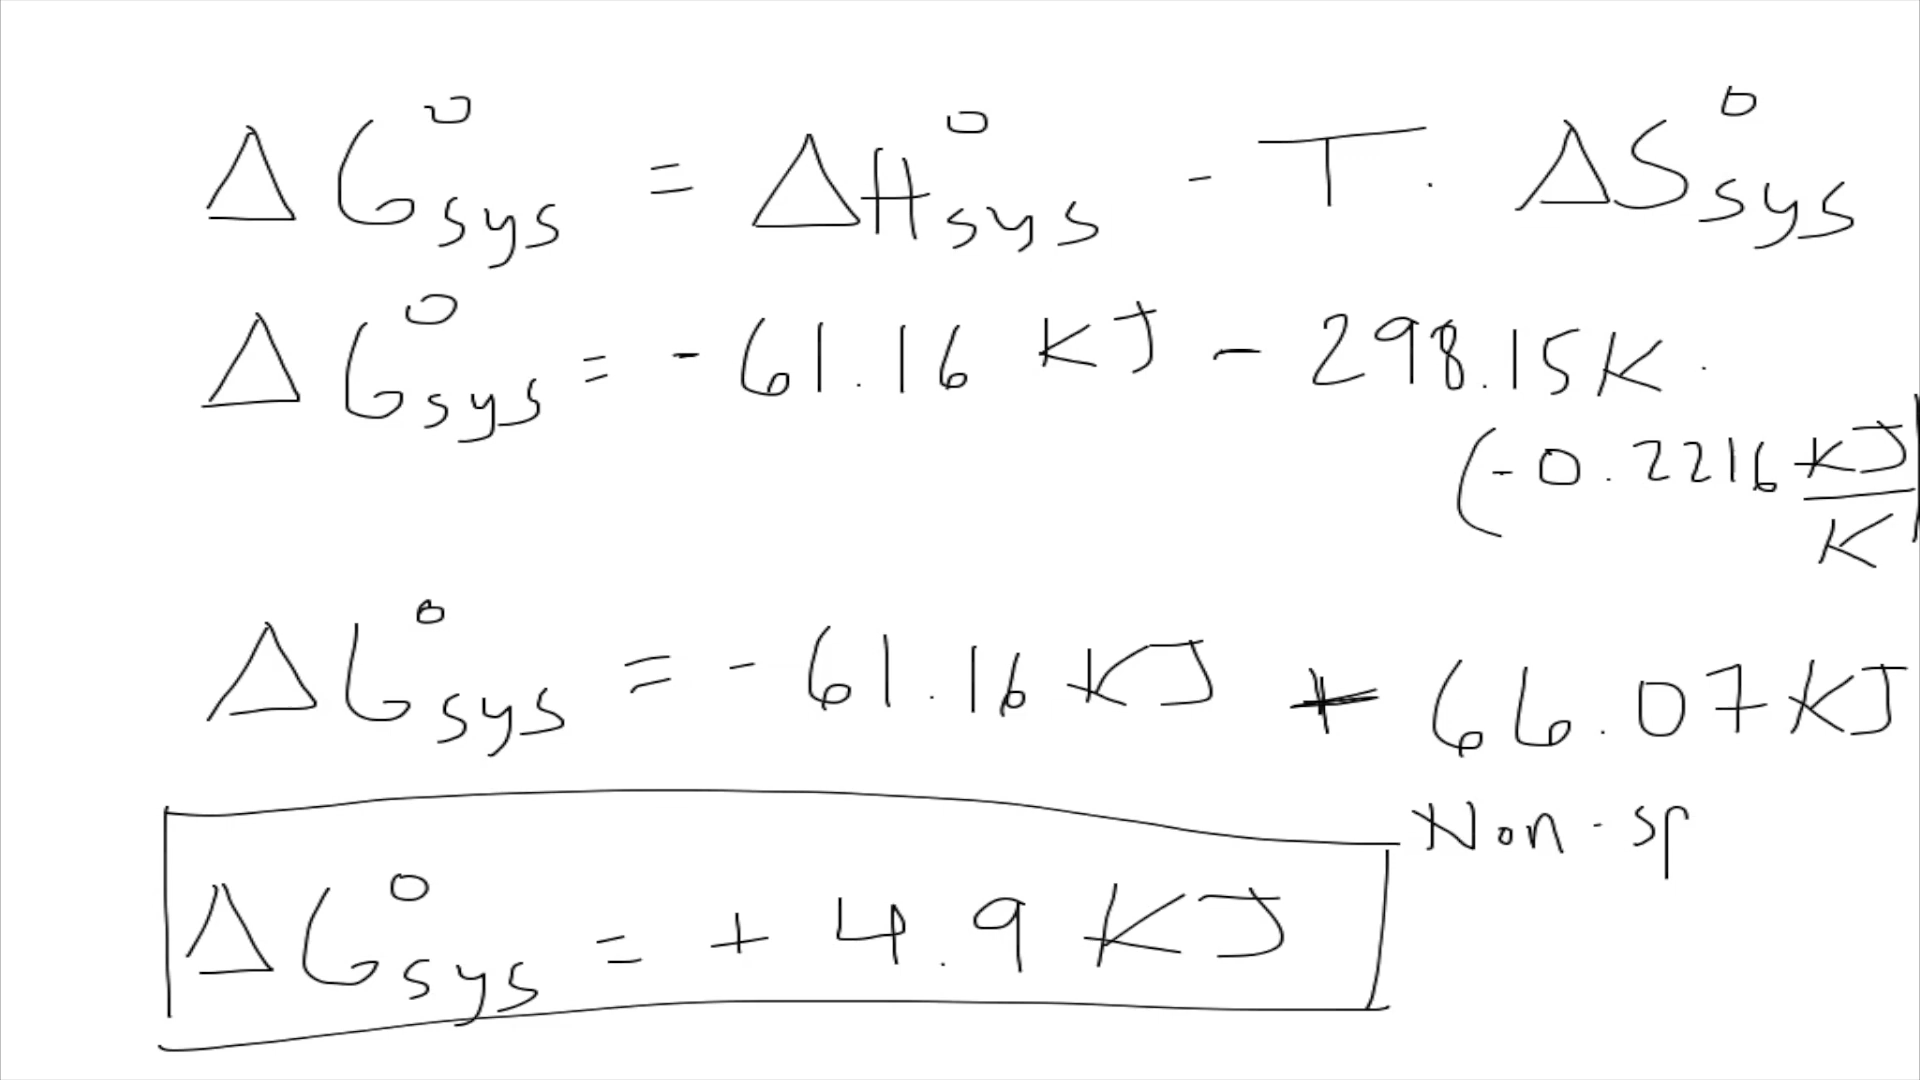 ΔG°sys = ΔH°sys - T · ΔS°sys
ΔG°sys = - 61.16 KJ - 298.15K ·
(-0.2216 KJ/K)
ΔG°sys = - 61.16 KJ + 66.07 KJ
Non-sp
ΔG°sys = + 4.9 KJ